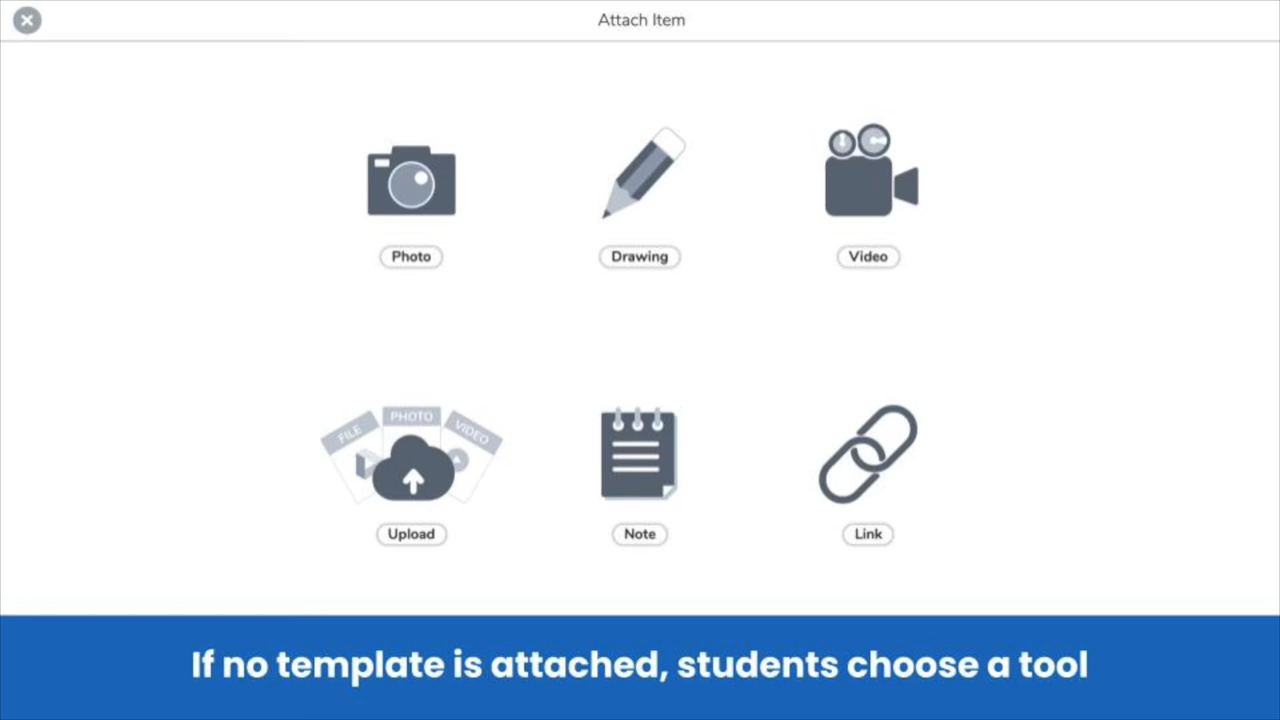 Attach Item
Photo
Drawing
Video
FILE
PHOTO
VIDEO
Upload
Note
Link
If no template is attached, students choose a tool